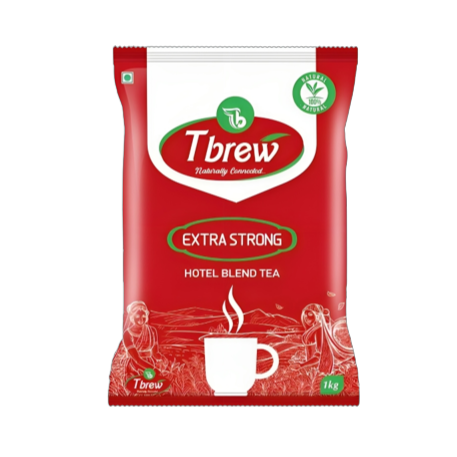 NATURAL
100%
NATURAL
Tbrew
Naturally Connected...
EXTRA STRONG
HOTEL BLEND TEA
Tbrew
1kg